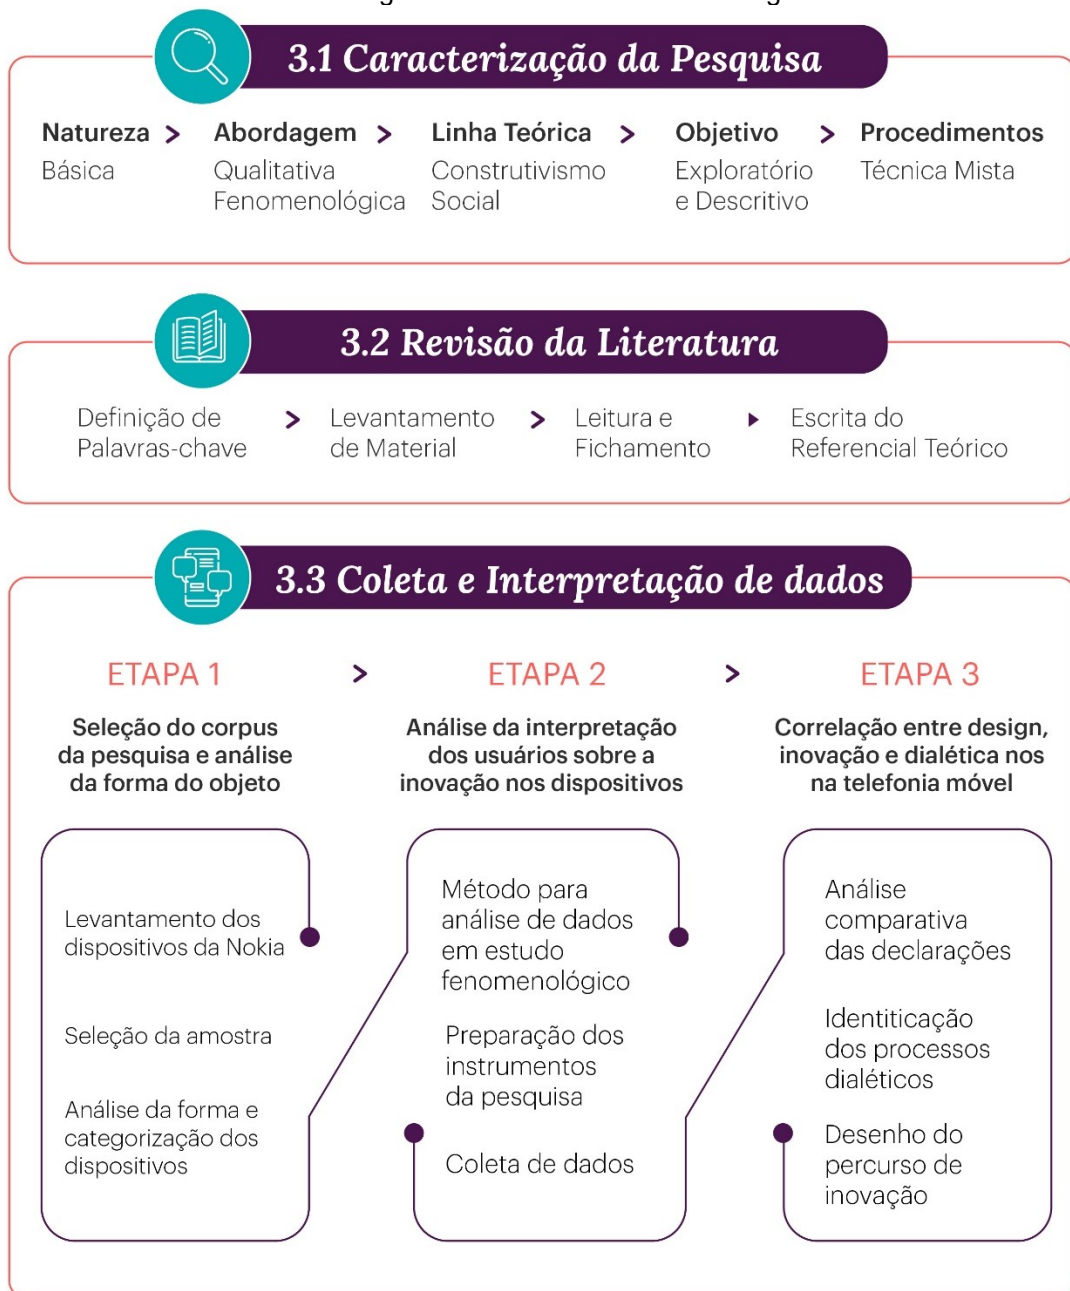 3.1 Caracterização da Pesquisa
Natureza > Abordagem > Linha Teórica > Objetivo > Procedimentos
Básica Qualitativa Construtivismo Exploratório Técnica Mista
Fenomenológica Social e Descritivo
3.2 Revisão da Literatura
Definição de > Levantamento > Leitura e ▸ Escrita do
Palavras-chave de Material Fichamento Referencial Teórico
3.3 Coleta e Interpretação de dados
ETAPA 1 > ETAPA 2 > ETAPA 3
Seleção do corpus
da pesquisa e análise
da forma do objeto
Análise da interpretação
dos usuários sobre a
inovação nos dispositivos
Correlação entre design,
inovação e dialética nos
na telefonia móvel
Levantamento dos
dispositivos da Nokia
Seleção da amostra
Análise da forma e
categorização dos
dispositivos
Método para
análise de dados
em estudo
fenomenológico
Preparação dos
instrumentos
da pesquisa
Coleta de dados
Análise
comparativa
das declarações
Identiticação
dos processos
dialéticos
Desenho do
percurso de
inovação